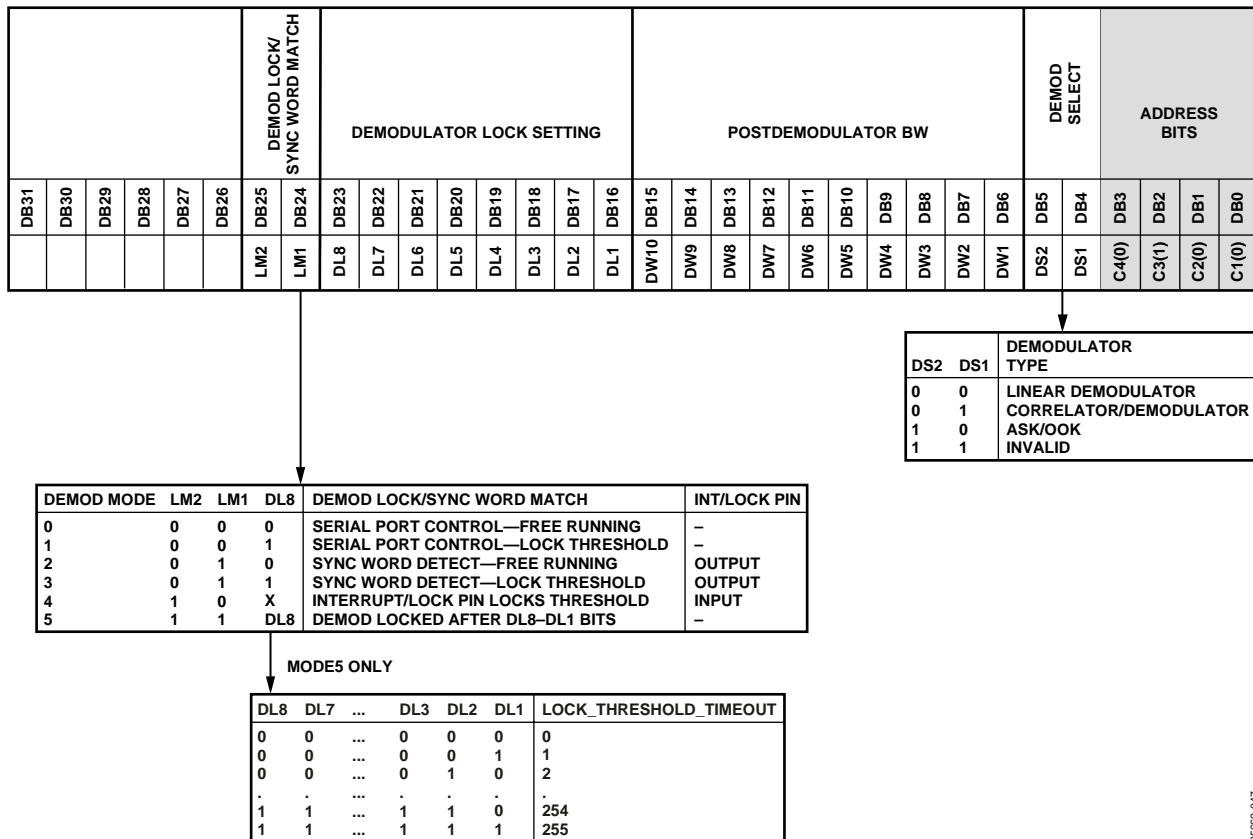 DEMOD LOCK/
SYNC WORD MATCH
DEMODULATOR LOCK SETTING
POSTDEMODULATOR BW
DEMOD
SELECT
ADDRESS
BITS
DB31 DB30 DB29 DB28 DB27 DB26 DB25 DB24 DB23 DB22 DB21 DB20 DB19 DB18 DB17 DB16 DB15 DB14 DB13 DB12 DB11 DB10 DB9 DB8 DB7 DB6 DB5 DB4 DB3 DB2 DB1 DB0
LM2 LM1 DL8 DL7 DL6 DL5 DL4 DL3 DL2 DL1 DW10 DW9 DW8 DW7 DW6 DW5 DW4 DW3 DW2 DW1 DS2 DS1 C4(0) C3(1) C2(0) C1(0)
DS2 DS1 DEMODULATOR
TYPE
0 0 LINEAR DEMODULATOR
0 1 CORRELATOR/DEMODULATOR
1 0 ASK/OOK
1 1 INVALID
DEMOD MODE LM2 LM1 DL8 DEMOD LOCK/SYNC WORD MATCH INT/LOCK PIN
0 0 0 0 SERIAL PORT CONTROL—FREE RUNNING –
1 0 0 1 SERIAL PORT CONTROL—LOCK THRESHOLD –
2 0 1 0 SYNC WORD DETECT—FREE RUNNING OUTPUT
3 0 1 1 SYNC WORD DETECT—LOCK THRESHOLD OUTPUT
4 1 0 X INTERRUPT/LOCK PIN LOCKS THRESHOLD INPUT
5 1 1 DL8 DEMOD LOCKED AFTER DL8–DL1 BITS –
MODE5 ONLY
DL8 DL7 ... DL3 DL2 DL1 LOCK_THRESHOLD_TIMEOUT
0 0 ... 0 0 0 0
0 0 ... 0 0 1 1
0 0 ... 0 1 0 2
. . ... . . . .
1 1 ... 1 1 0 254
1 1 ... 1 1 1 255